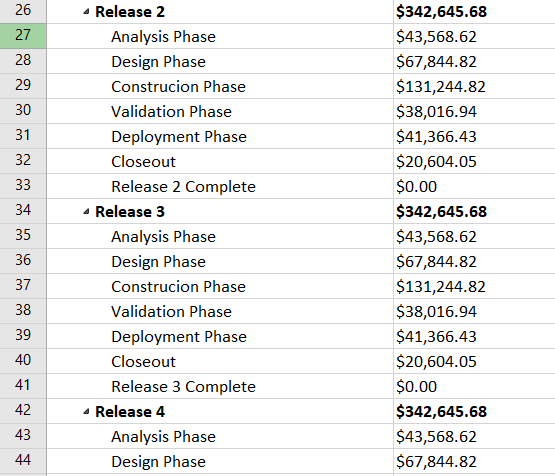 26 Release 2 $342,645.68
27 Analysis Phase $43,568.62
28 Design Phase $67,844.82
29 Construcion Phase $131,244.82
30 Validation Phase $38,016.94
31 Deployment Phase $41,366.43
32 Closeout $20,604.05
33 Release 2 Complete $0.00
34 Release 3 $342,645.68
35 Analysis Phase $43,568.62
36 Design Phase $67,844.82
37 Construcion Phase $131,244.82
38 Validation Phase $38,016.94
39 Deployment Phase $41,366.43
40 Closeout $20,604.05
41 Release 3 Complete $0.00
42 Release 4 $342,645.68
43 Analysis Phase $43,568.62
44 Design Phase $67,844.82